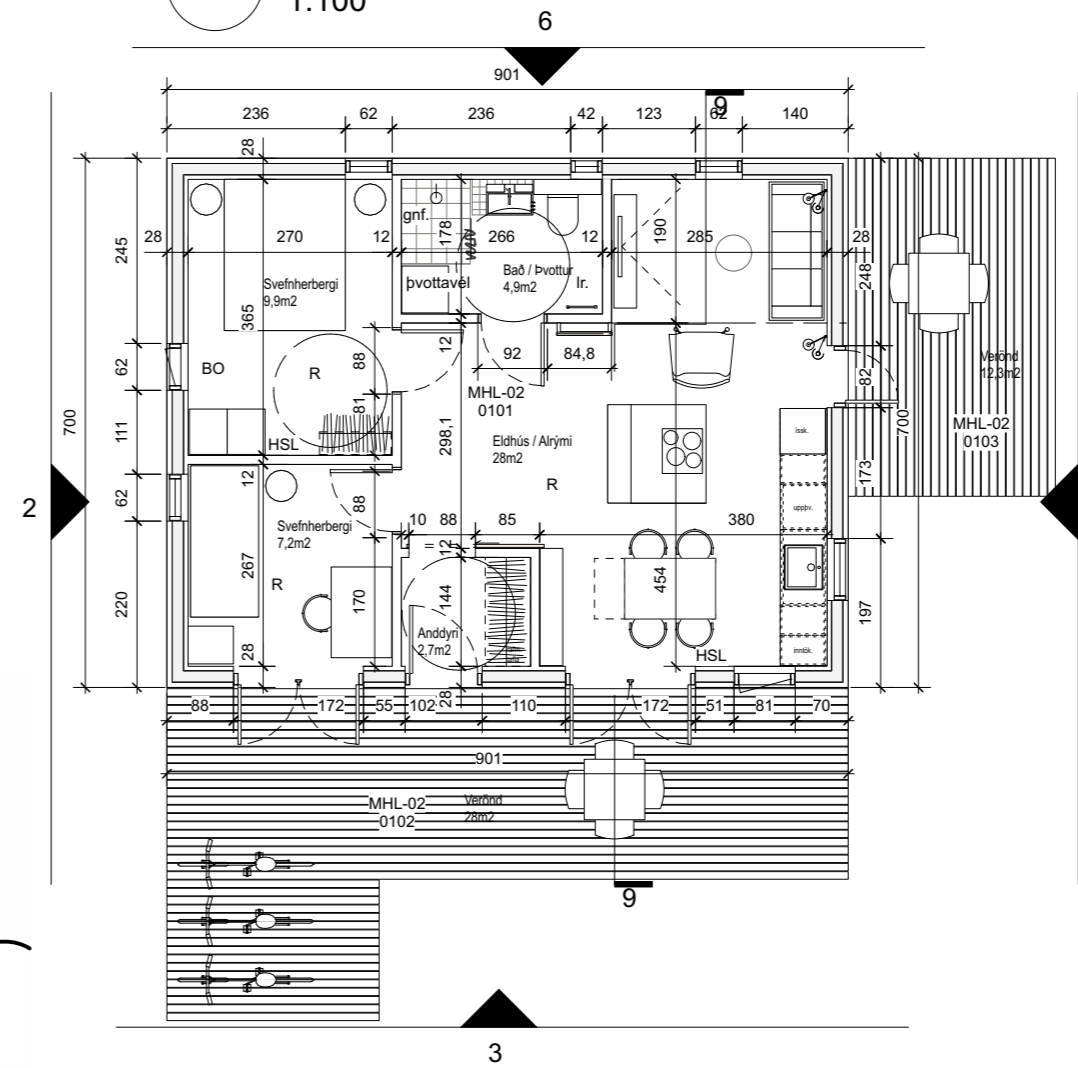 1:100
6
901
9
236 62 236 42 123 62 140
28
gnf.
178
190
245
28 270 12 266 12 285 28
248
Svefnherbergi
9,9m2
þvottavél
Bað / Þvottur
4,9m2
lr.
365
12
88
92 84,8
62
BO
R
82
Verönd
12,3m2
MHL-02
0101
81
700
111
298,1
Eldhús / Alrými
28m2
R
700
MHL-02
0103
HSL
íssk.
173
12
2
62
88
uppþv.
Svefnherbergi
7,2m2
10 88 85 380
=
12
267
R
170
144
454
220
197
Anddyri
2,7m2
28
HSL
inntök.
88 172 55 102 28 110 172 51 81 70
901
MHL-02
0102
Verönd
28m2
9
3